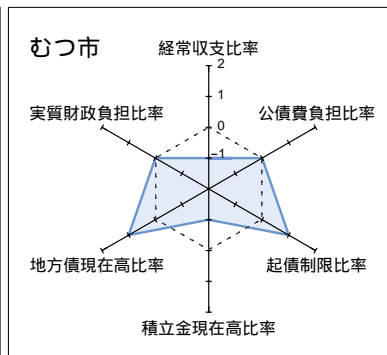 むつ市
経常収支比率
2
1
実質財政負担比率
公債費負担比率
0
−1
地方債現在高比率
起債制限比率
積立金現在高比率